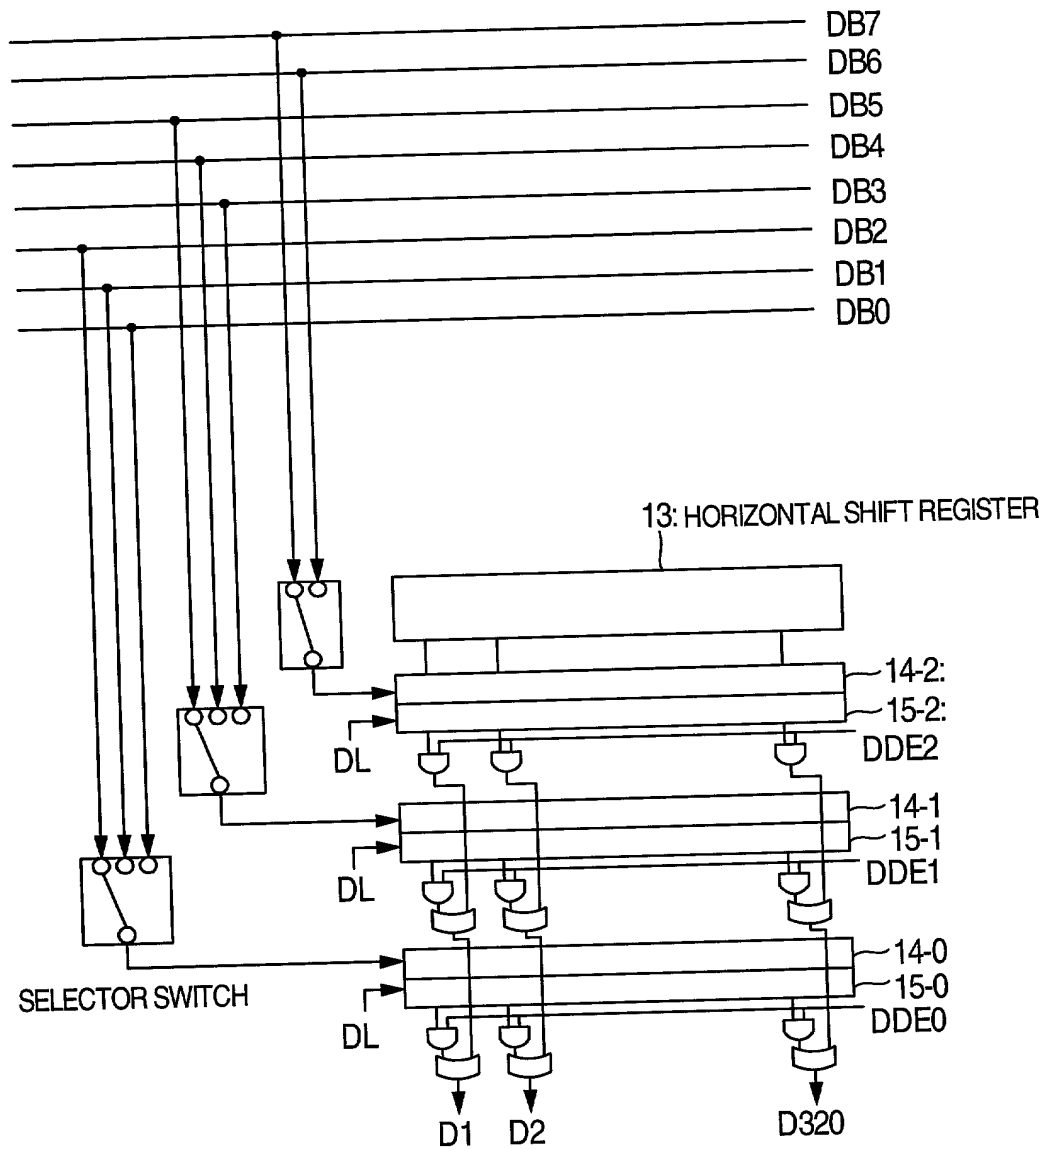 DB7
DB6
DB5
DB4
DB3
DB2
DB1
DB0
13: HORIZONTAL SHIFT REGISTER
14-2:
15-2:
DL
DDE2
14-1
15-1
DL
DDE1
14-0
15-0
SELECTOR SWITCH
DL
DDE0
D1
D2
D320